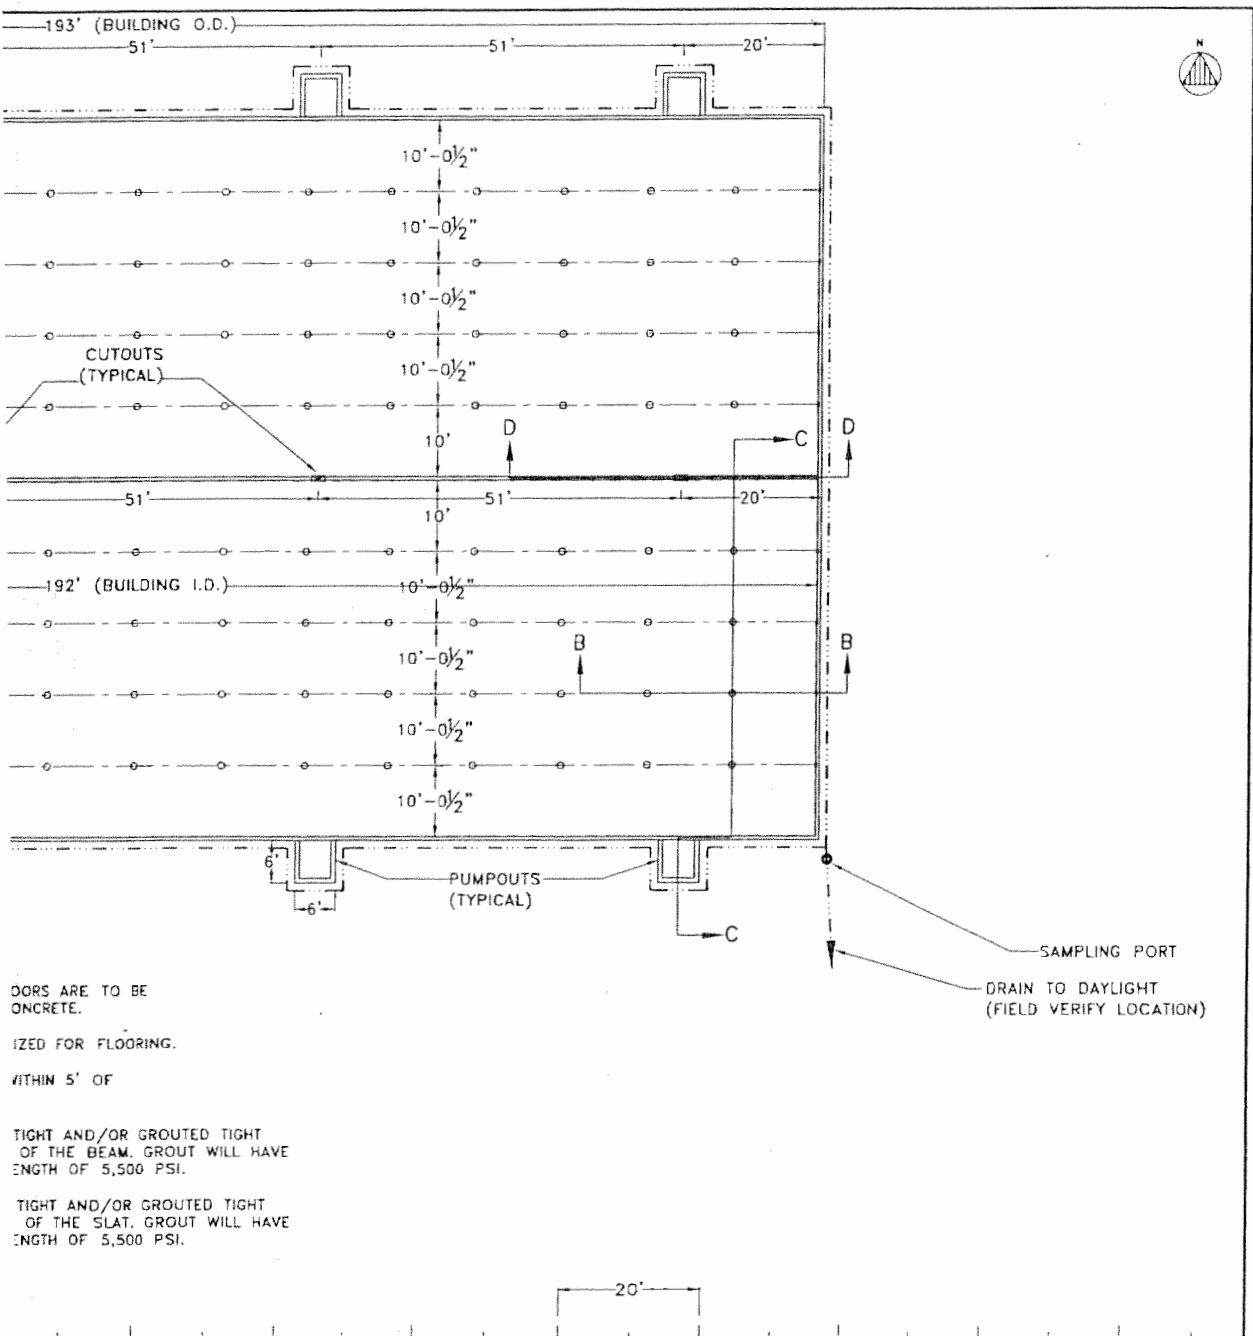 193' (BUILDING O.D.)
51' 51' 20'
N
10'-0½"
10'-0½"
10'-0½"
CUTOUTS
(TYPICAL)
10'-0½"
D D
C
10'
51' 51' 20'
10'
192' (BUILDING I.D.)
10'-0½"
B B
10'-0½"
10'-0½"
10'-0½"
6'
PUMPOUTS
(TYPICAL)
6'
C
SAMPLING PORT
DRAIN TO DAYLIGHT
(FIELD VERIFY LOCATION)
OORS ARE TO BE
ONCRETE.
IZED FOR FLOORING.
VITHIN 5' OF
TIGHT AND/OR GROUTED TIGHT
OF THE BEAM. GROUT WILL HAVE
ENGTH OF 5,500 PSI.
TIGHT AND/OR GROUTED TIGHT
OF THE SLAT. GROUT WILL HAVE
ENGTH OF 5,500 PSI.
20'